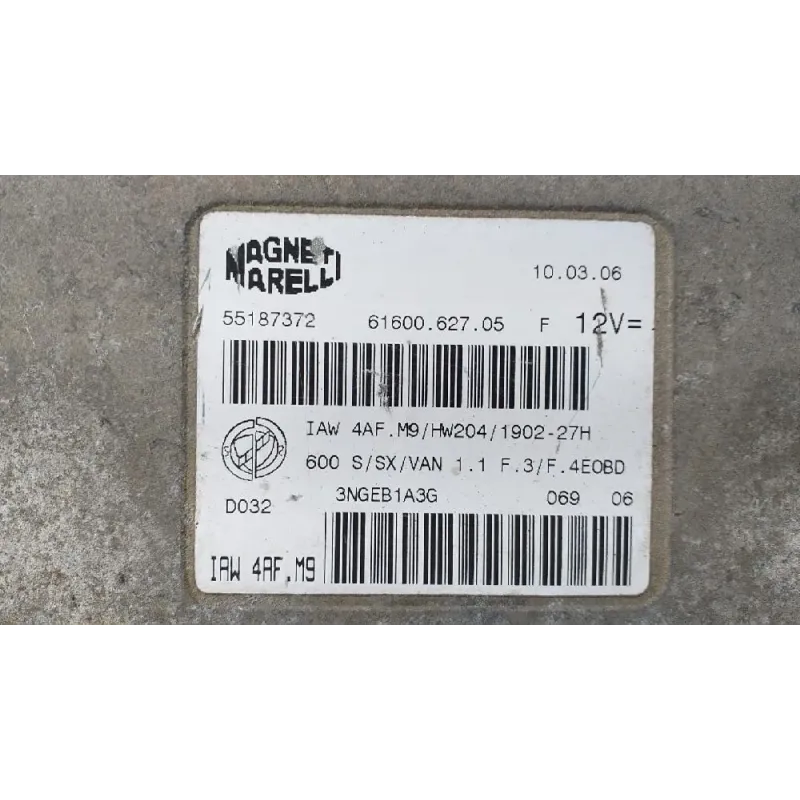 MAGNETI
MARELLI
10.03.06
55187372 61600.627.05 F 12V=
IAW 4AF.M9/HW204/1902-27H
600 S/SX/VAN 1.1 F.3/F.4EOBD
D032 3NGEB1A3G 069 06
IAW 4AF.M9